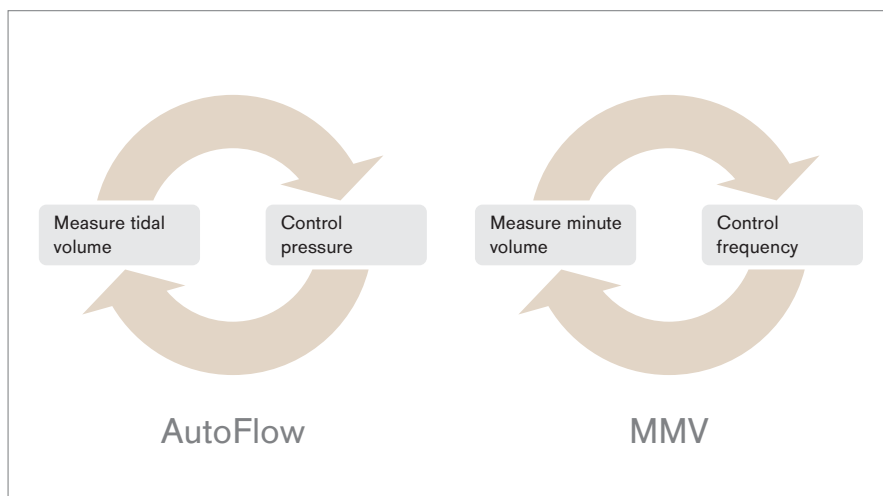 Measure tidal
volume
Control
pressure
AutoFlow
Measure minute
volume
Control
frequency
MMV